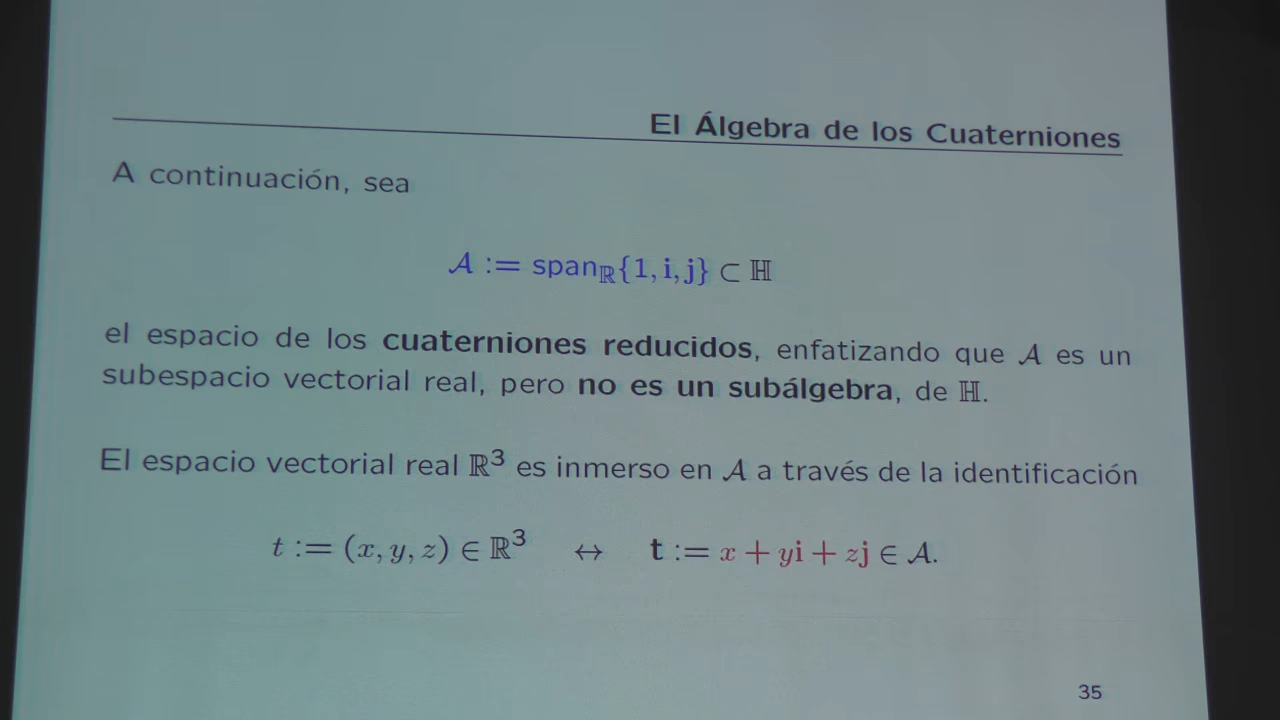 El Álgebra de los Cuaterniones
A continuación, sea
𝒜 := span_ℝ{1, i, j} ⊂ ℍ
el espacio de los cuaterniones reducidos, enfatizando que 𝒜 es un
subespacio vectorial real, pero no es un subálgebra, de ℍ.
El espacio vectorial real ℝ³ es inmerso en 𝒜 a través de la identificación
t := (x, y, z) ∈ ℝ³ ↔ t := x + yi + zj ∈ 𝒜.
35